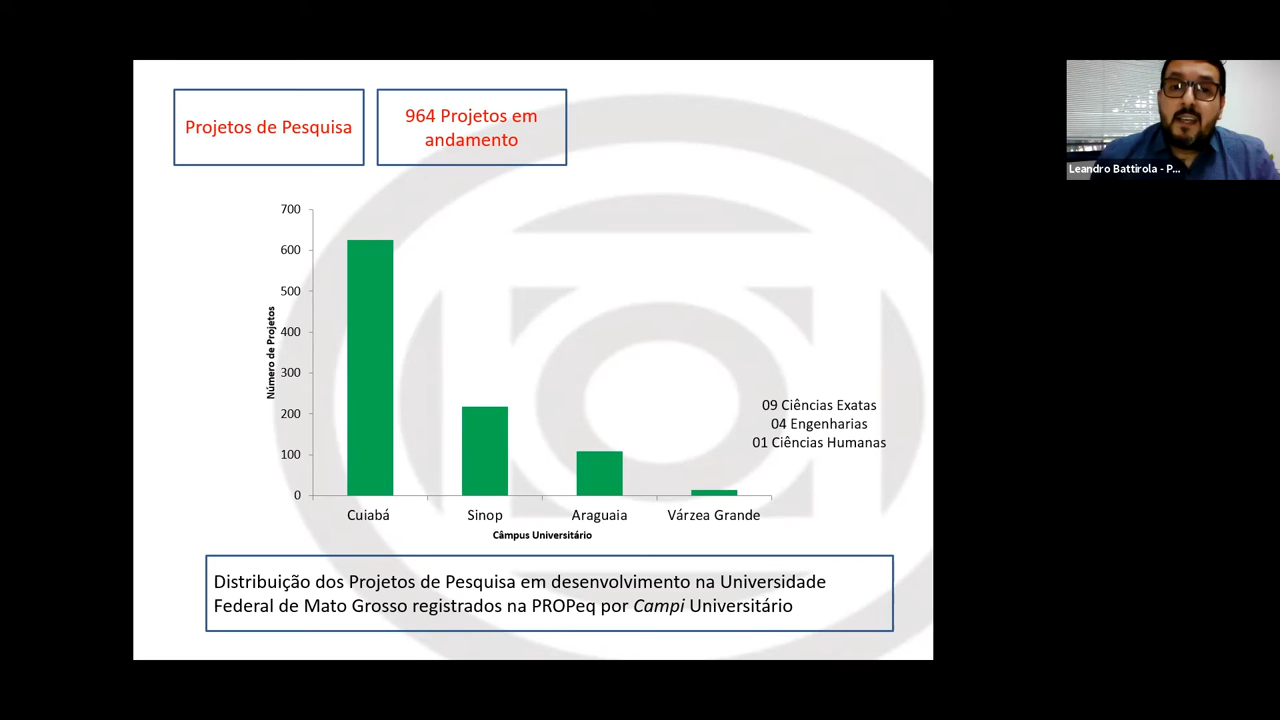 Projetos de Pesquisa
964 Projetos em
andamento
Número de Projetos
700
600
500
400
300
200
100
0
Cuiabá
Sinop
Araguaia
Várzea Grande
Câmpus Universitário
09 Ciências Exatas
04 Engenharias
01 Ciências Humanas
Distribuição dos Projetos de Pesquisa em desenvolvimento na Universidade
Federal de Mato Grosso registrados na PROPeq por Campi Universitário
Leandro Battirola - P...